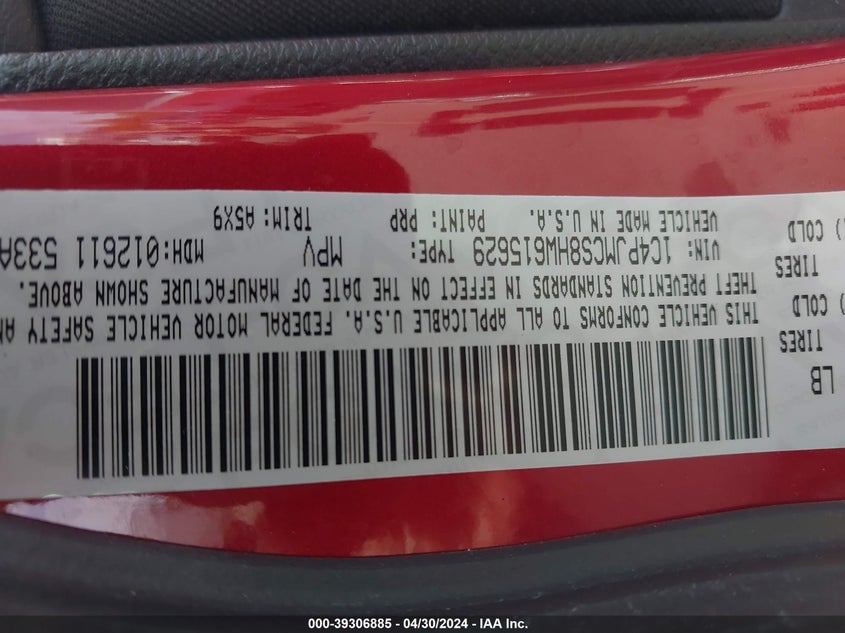 LB
TIRES
) COLD
TIRES
) COLD
THIS VEHICLE CONFORMS TO ALL APPLICABLE U.S.A. FEDERAL MOTOR VEHICLE SAFETY AN
THEFT PREVENTION STANDARDS IN EFFECT ON THE DATE OF MANUFACTURE SHOWN ABOVE.
VIN: 1C4PJMCS8HW615629 TYPE: MPV MDH:012611 533A
VEHICLE MADE IN U.S.A. PAINT: PRP TRIM: A5X9
000-39306885 - 04/30/2024 - IAA Inc.